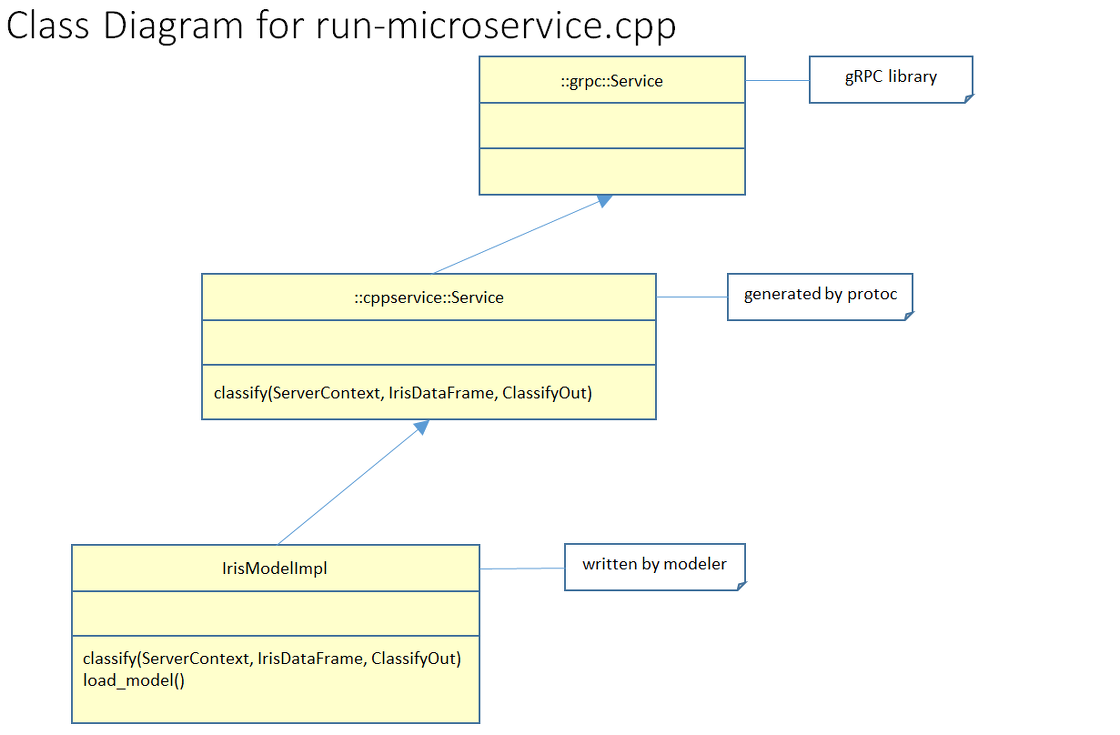 Class Diagram for run-microservice.cpp
::grpc::Service
gRPC library
::cppservice::Service
generated by protoc
classify(ServerContext, IrisDataFrame, ClassifyOut)
IrisModelImpl
written by modeler
classify(ServerContext, IrisDataFrame, ClassifyOut)
load_model()